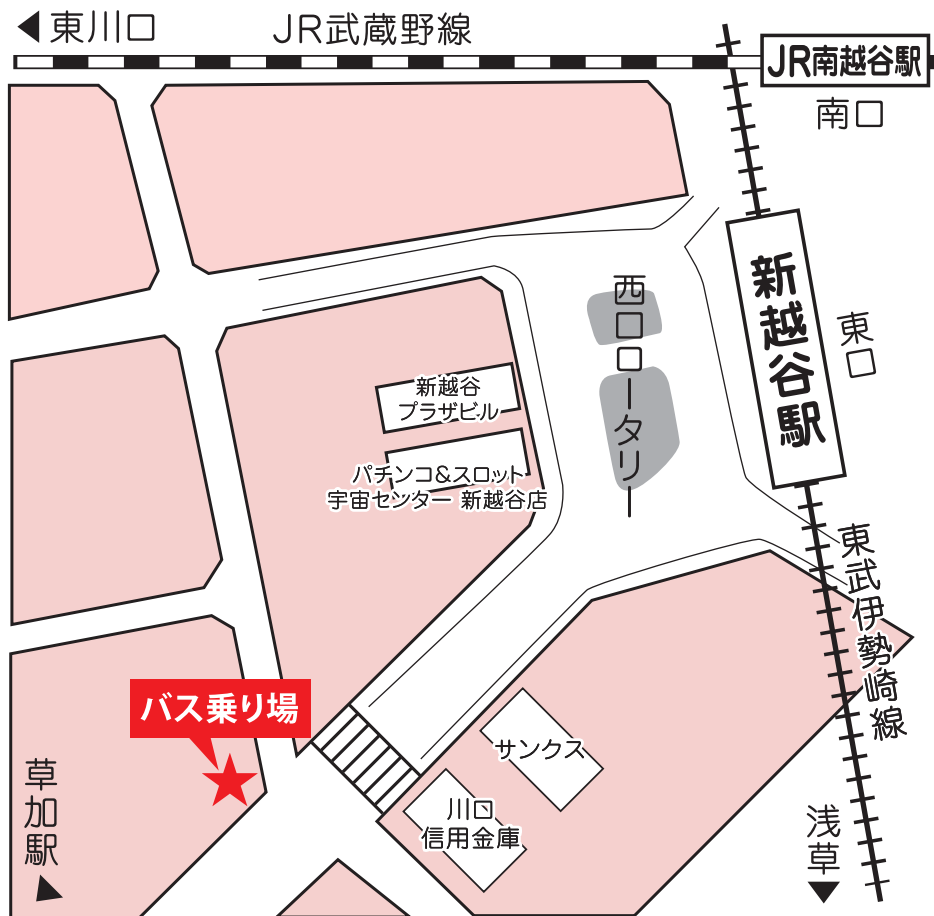 東川口
JR武蔵野線
JR南越谷駅
南口
新越谷駅
東口
西口ロータリー
新越谷
プラザビル
パチンコ&スロット
宇宙センター 新越谷店
東武伊勢崎線
バス乗り場
サンクス
川口
信用金庫
草加駅
浅草